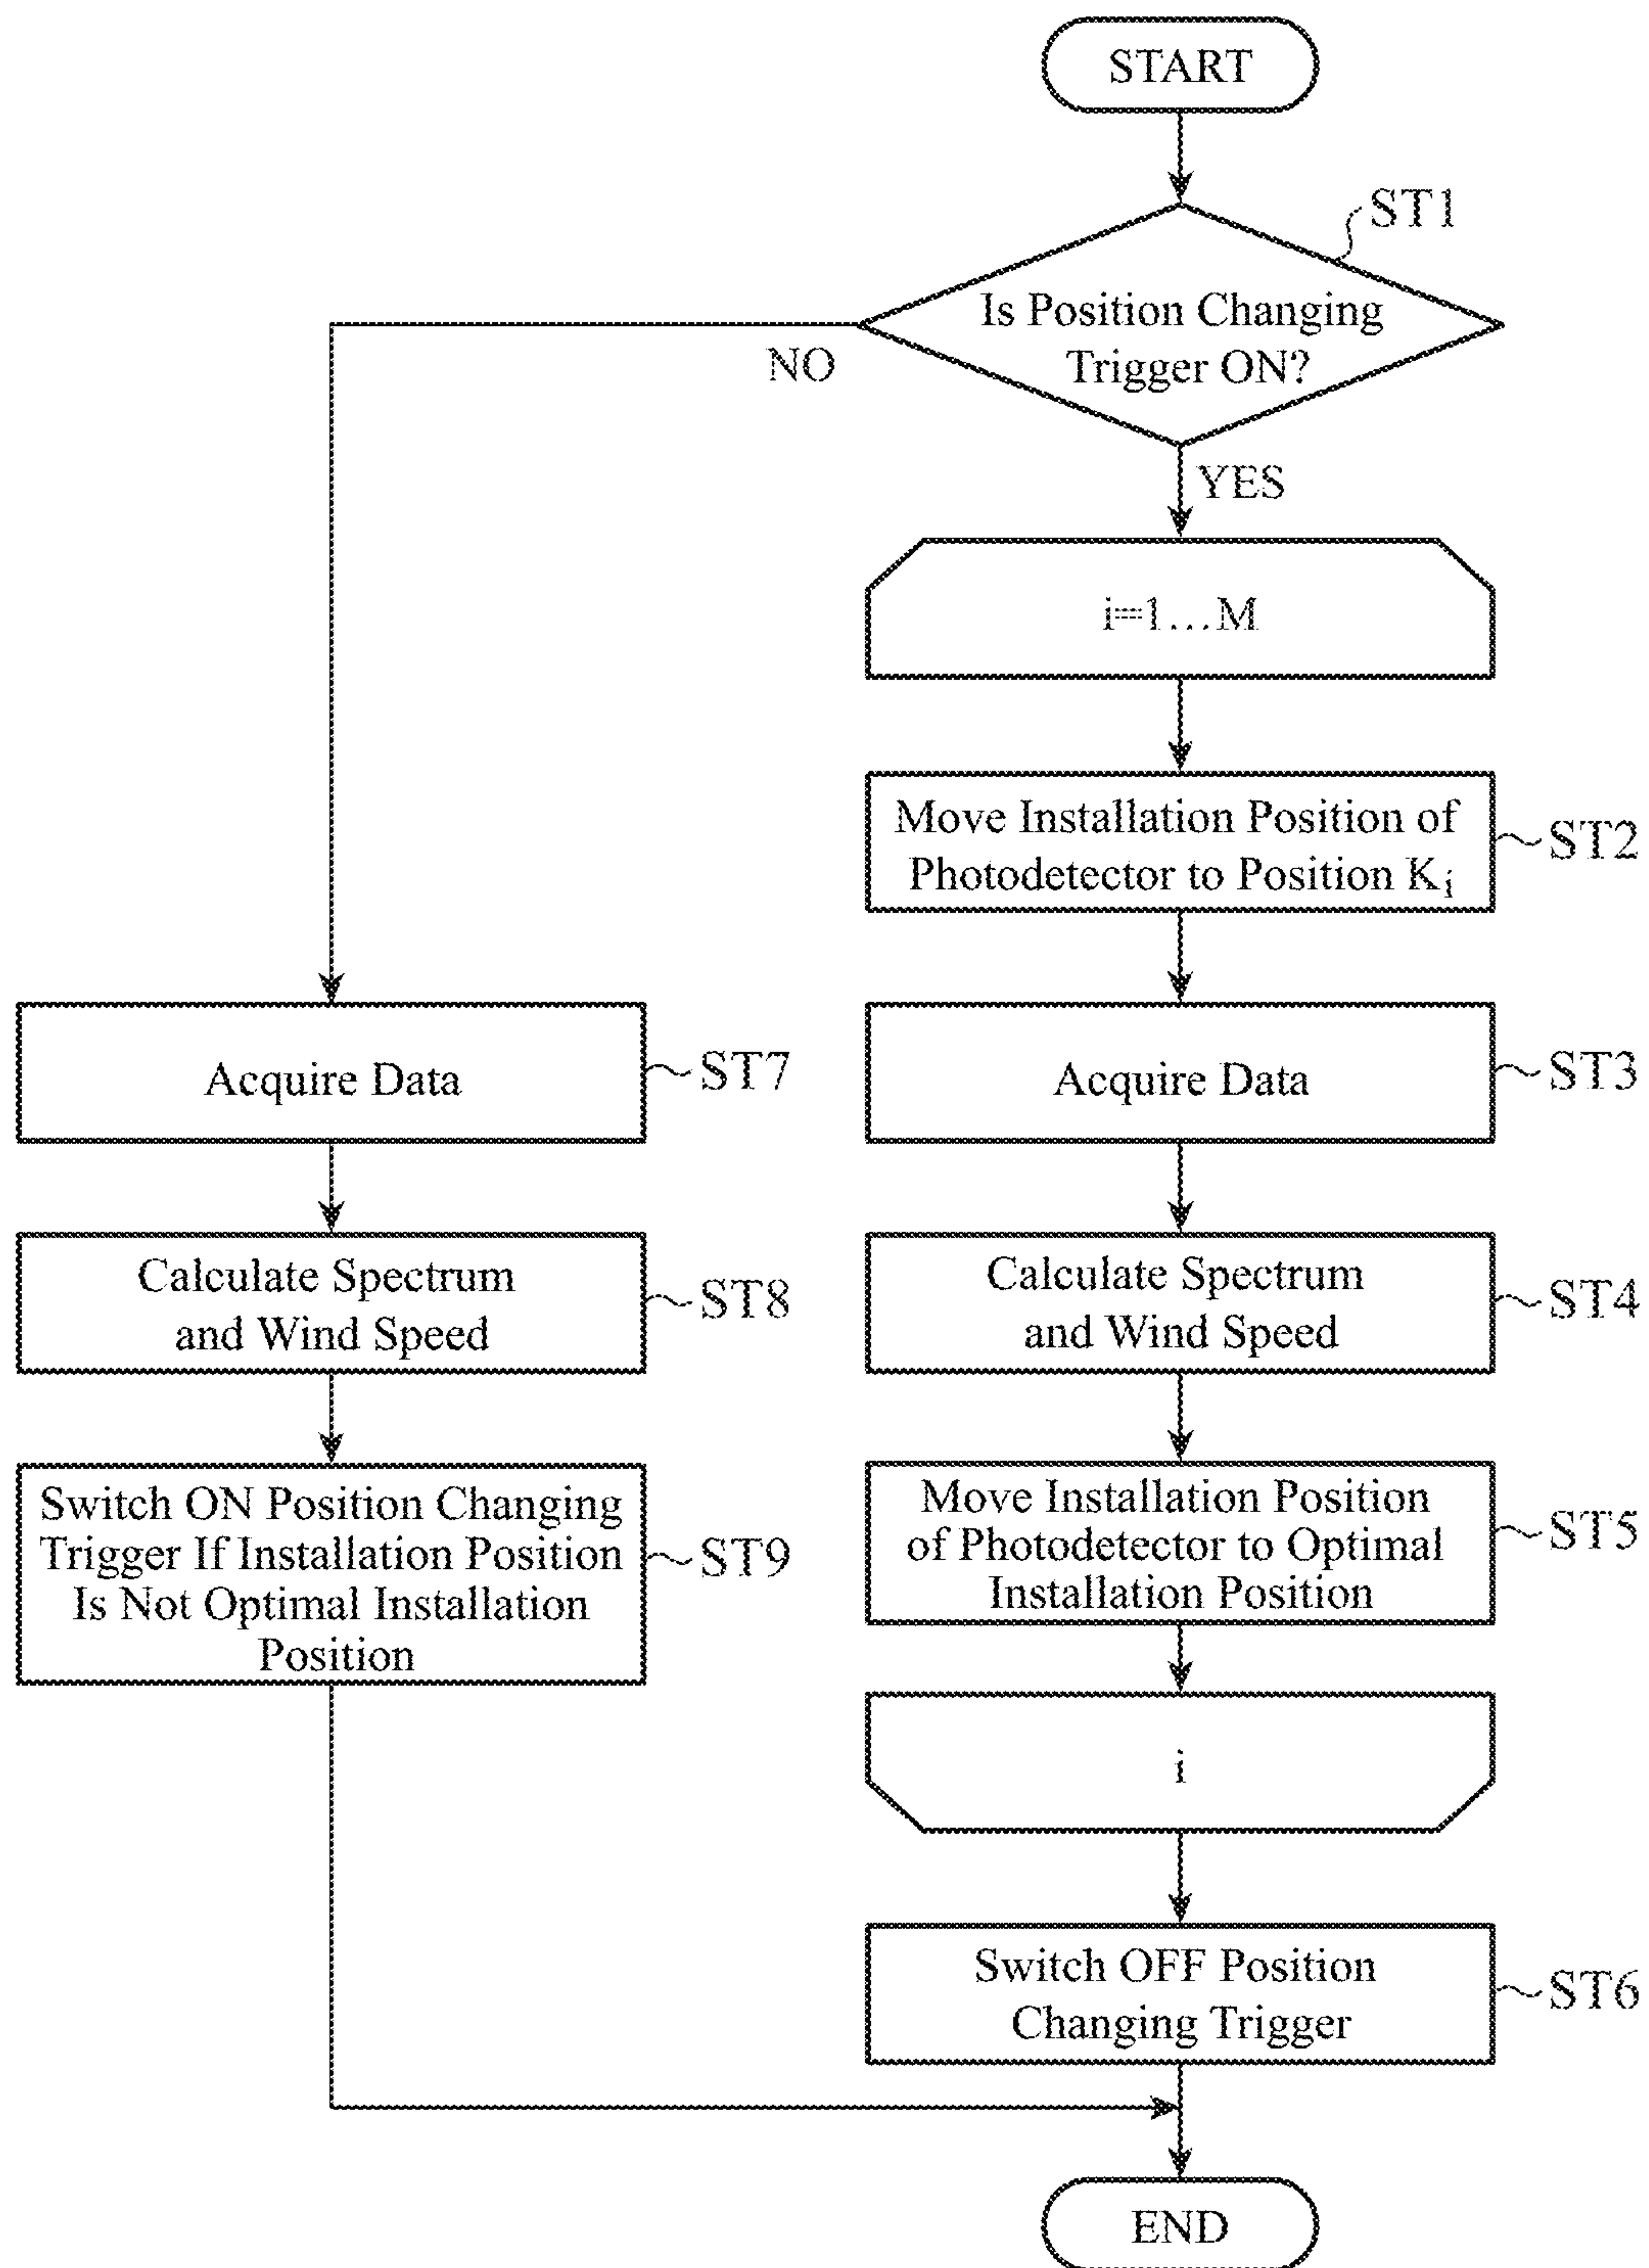 START
ST1
Is Position Changing
Trigger ON?
NO
YES
i=1...M
Move Installation Position of
Photodetector to Position Ki
ST2
Acquire Data
ST7
Acquire Data
ST3
Calculate Spectrum
and Wind Speed
ST8
Calculate Spectrum
and Wind Speed
ST4
Switch ON Position Changing
Trigger If Installation Position
Is Not Optimal Installation
Position
ST9
Move Installation Position
of Photodetector to Optimal
Installation Position
ST5
i
Switch OFF Position
Changing Trigger
ST6
END